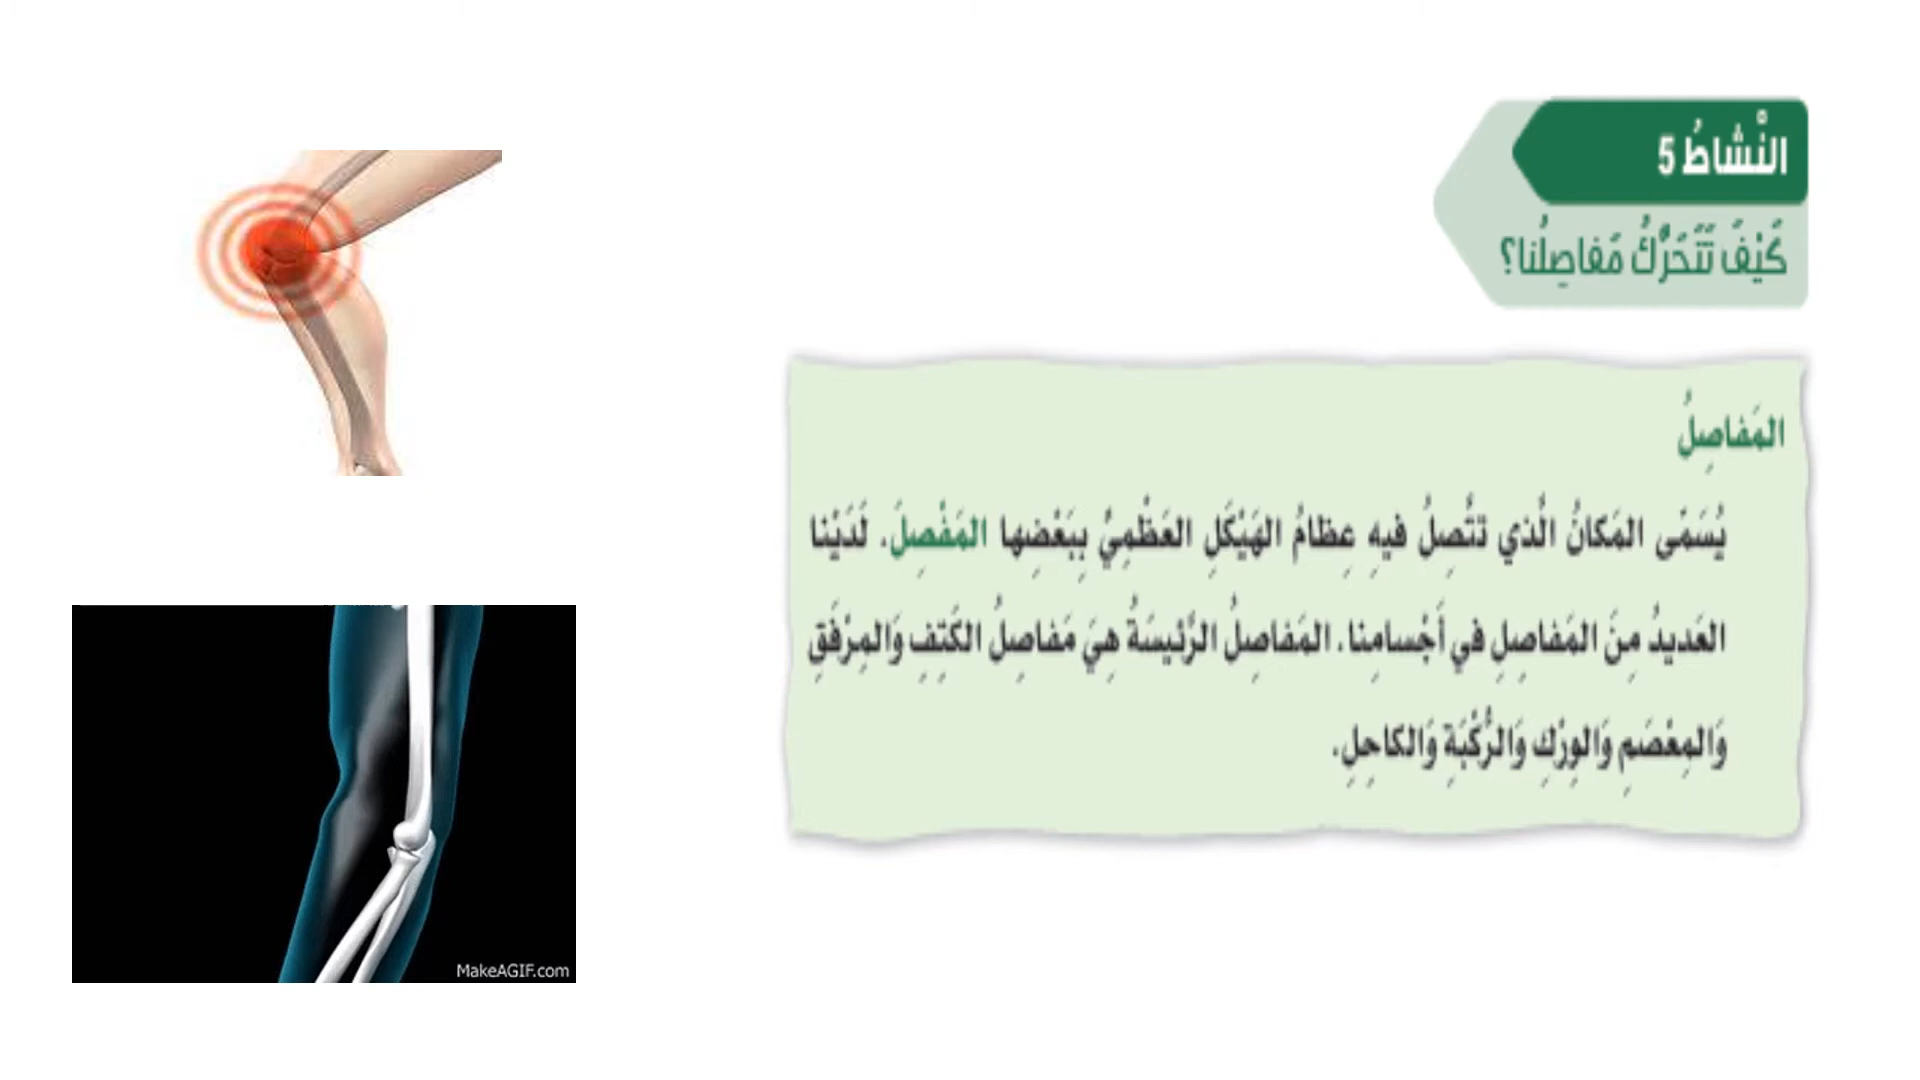 النَّشاطُ 5
كَيْفَ تَتَحَرَّكُ مَفاصِلُنا؟
المَفاصِلُ
يُسَمّى المَكانُ الَّذي تَتَّصِلُ فيهِ عِظامُ الهَيْكَلِ العَظْمِيِّ بِبَعْضِها المَفْصِلَ. لَدَيْنا
العَديدُ مِنَ المَفاصِلِ في أَجْسامِنا. المَفاصِلُ الرَّئيسَةُ هِيَ مَفاصِلُ الكَتِفِ وَالمِرْفَقِ
وَالمِعْصَمِ وَالوِرْكِ وَالرُّكْبَةِ وَالكاحِلِ.
MakeAGIF.com